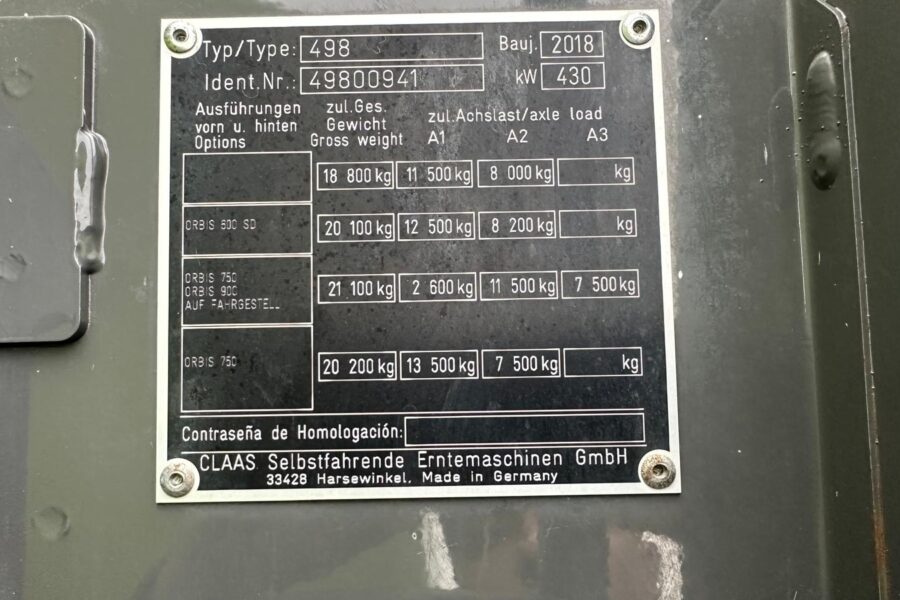 Typ/Type: 498 Bauj. 2018
Ident.Nr.: 49800941 kW 430
Ausführungen vorn u. hinten Options
zul.Ges. Gewicht Gross weight
zul.Achslast/axle load
A1 A2 A3
18 800 kg 11 500 kg 8 000 kg kg
ORBIS 600 SD 20 100 kg 12 500 kg 8 200 kg kg
ORBIS 750
ORBIS 900
AUF FAHRGESTELL
21 100 kg 2 600 kg 11 500 kg 7 500 kg
ORBIS 750 20 200 kg 13 500 kg 7 500 kg kg
Contraseña de Homologación:
CLAAS Selbstfahrende Erntemaschinen GmbH
33428 Harsewinkel, Made in Germany